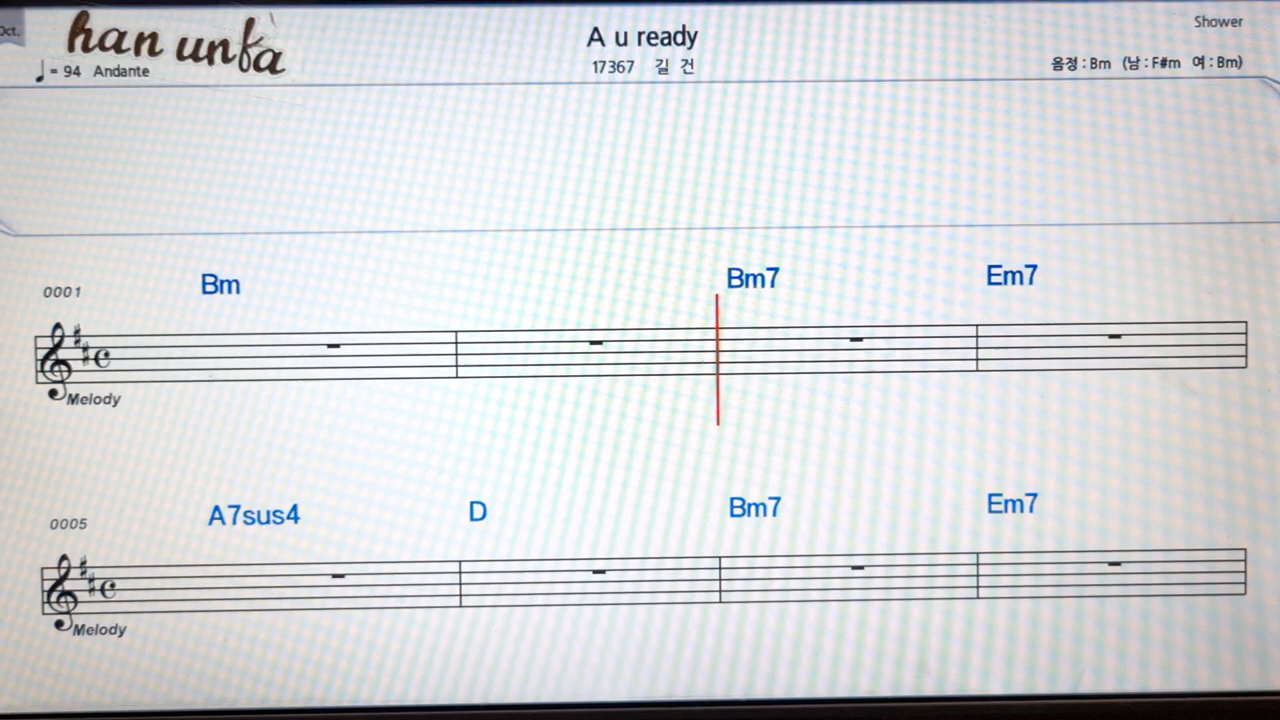 Oct.
han unfa
♩ = 94 Andante
A u ready
17367 길 건
Shower
음정 : Bm (남 : F#m 여 : Bm)
0001 Bm Bm7 Em7
Melody
0005 A7sus4 D Bm7 Em7
Melody